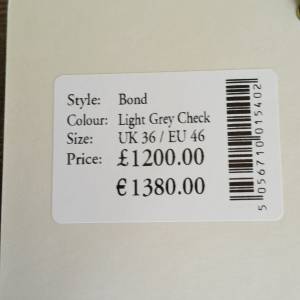 Style: Bond
Colour: Light Grey Check
Size: UK 36 / EU 46
Price: £1200.00
€1380.00
5 056710 015402